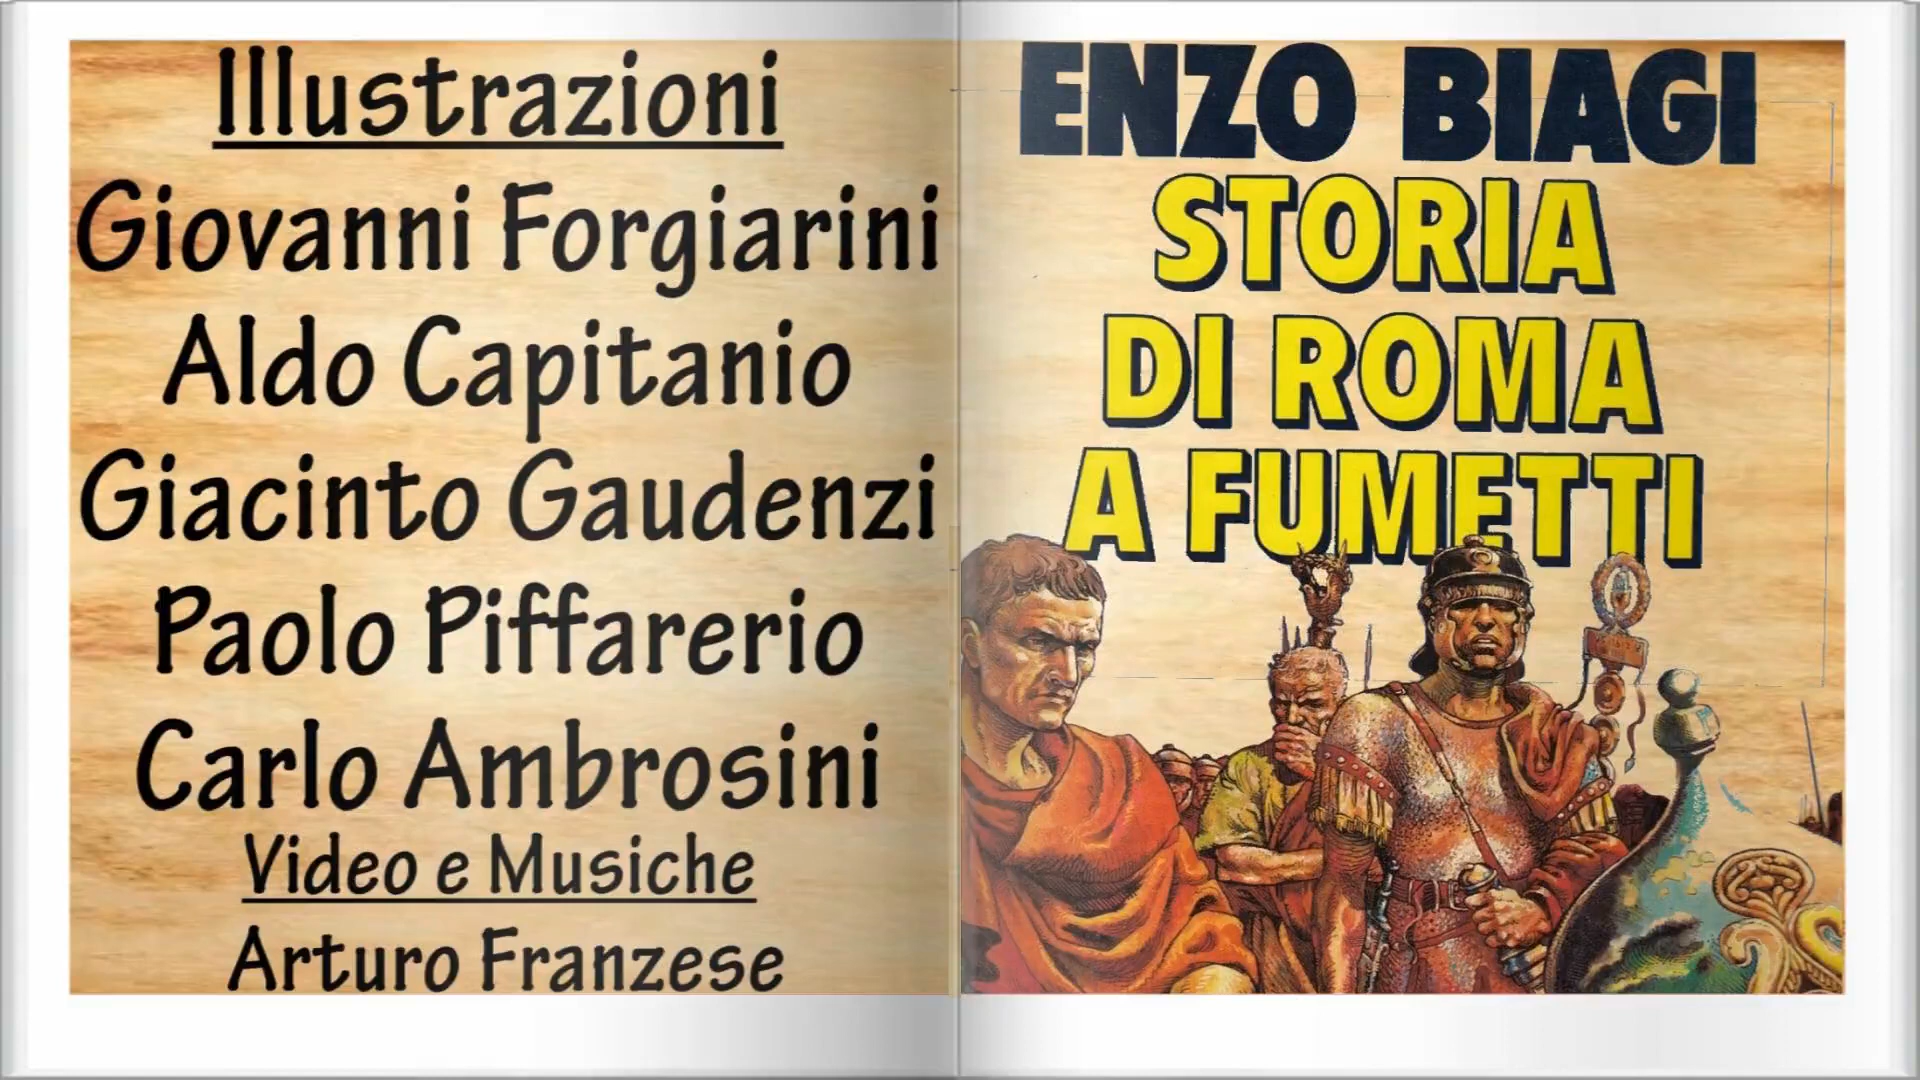 Illustrazioni
Giovanni Forgiarini
Aldo Capitanio
Giacinto Gaudenzi
Paolo Piffarerio
Carlo Ambrosini
Video e Musiche
Arturo Franzese
ENZO BIAGI
STORIA
DI ROMA
A FUMETTI